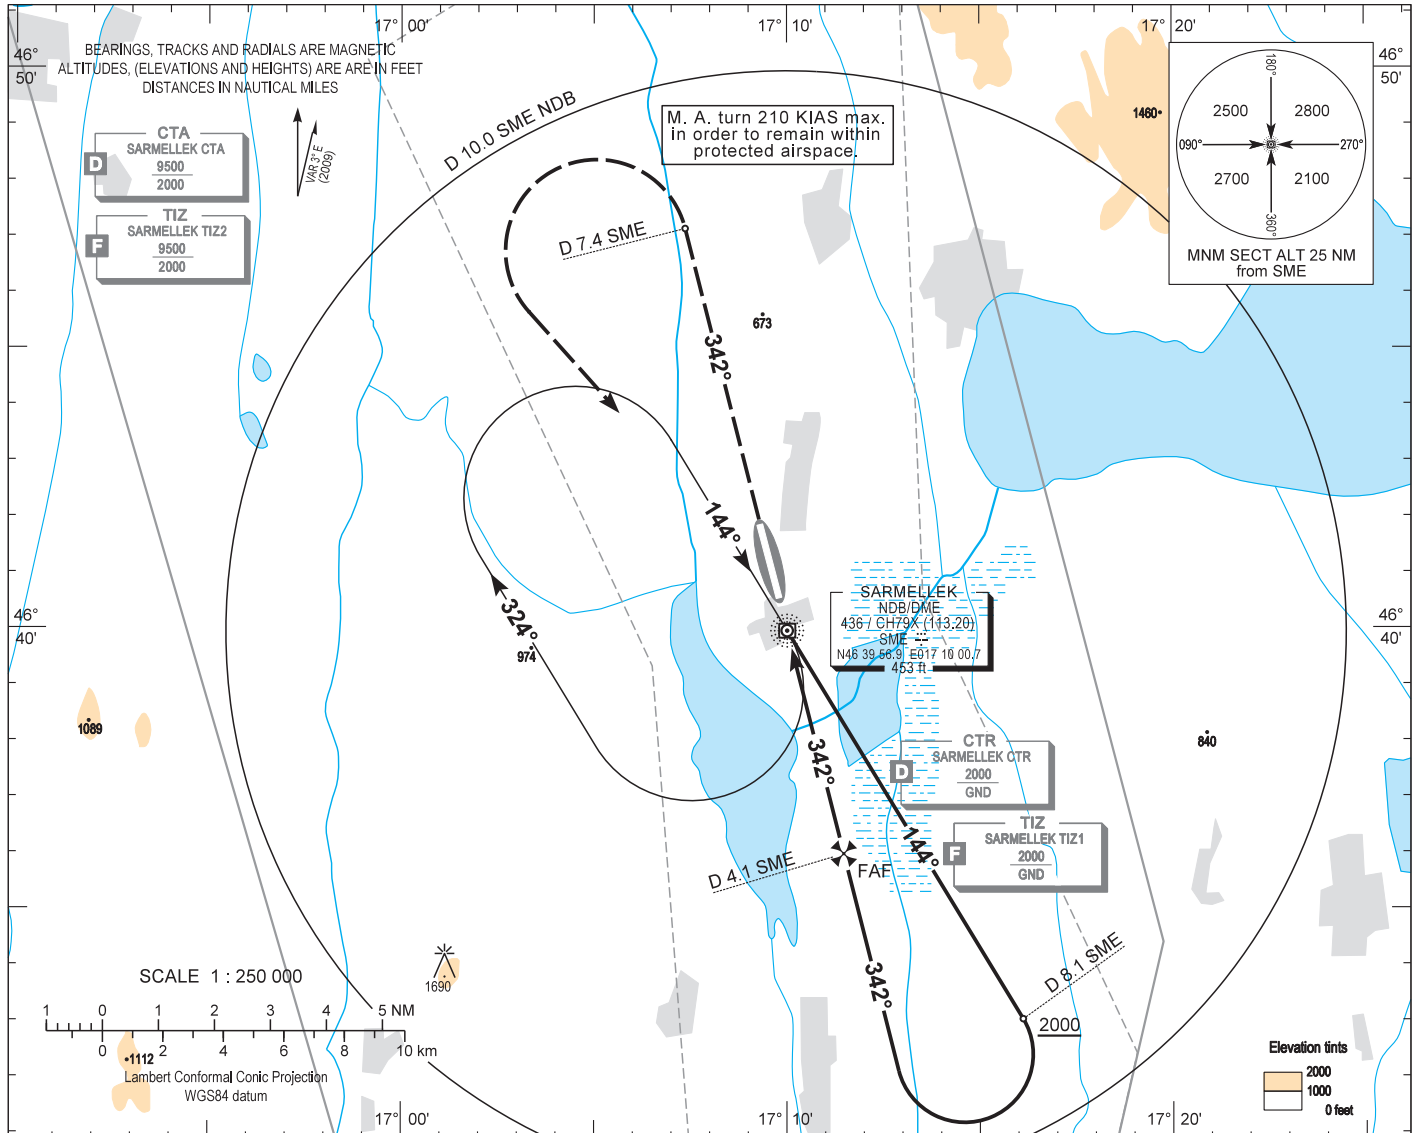 17° 00'
17° 10'
17° 20'
46°
50'
46°
50'
BEARINGS, TRACKS AND RADIALS ARE MAGNETIC
ALTITUDES, (ELEVATIONS AND HEIGHTS) ARE ARE IN FEET
DISTANCES IN NAUTICAL MILES
VAR 3° E
(2009)
CTA
D
SARMELLEK CTA
9500
2000
TIZ
F
SARMELLEK TIZ2
9500
2000
D 10.0 SME NDB
M. A. turn 210 KIAS max.
in order to remain within
protected airspace.
1460
180°
2500
2800
090°
270°
2700
2100
360°
MNM SECT ALT 25 NM
from SME
D 7.4 SME
673
342°
144°
324°
974
SARMELLEK
NDB/DME
436 / CH79X (113,20)
SME
N46 39 56.9 E017 10 00.7
453 ft
46°
40'
46°
40'
1089
840
342°
CTR
D
SARMELLEK CTR
2000
GND
TIZ
F
SARMELLEK TIZ1
2000
GND
144°
D 4.1 SME
FAF
342°
D 8.1 SME
2000
1690
SCALE 1 : 250 000
1 0 1 2 3 4 5 NM
0 2 4 6 8 10 km
1112
Lambert Conformal Conic Projection
WGS84 datum
Elevation tints
2000
1000
0 feet
17° 00'
17° 10'
17° 20'